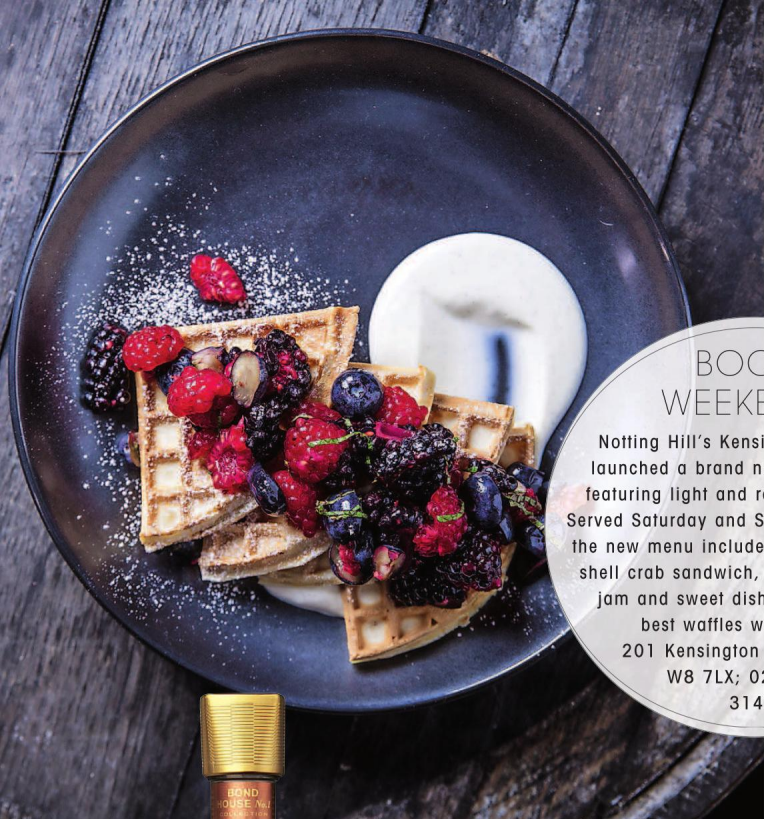 BOO
WEEKE
Notting Hill's Kensi
launched a brand n
featuring light and r
Served Saturday and S
the new menu include
shell crab sandwich,
jam and sweet dish
best waffles w
201 Kensington
W8 7LX; 02
314
BOND
HOUSE No.1
COLLECTION